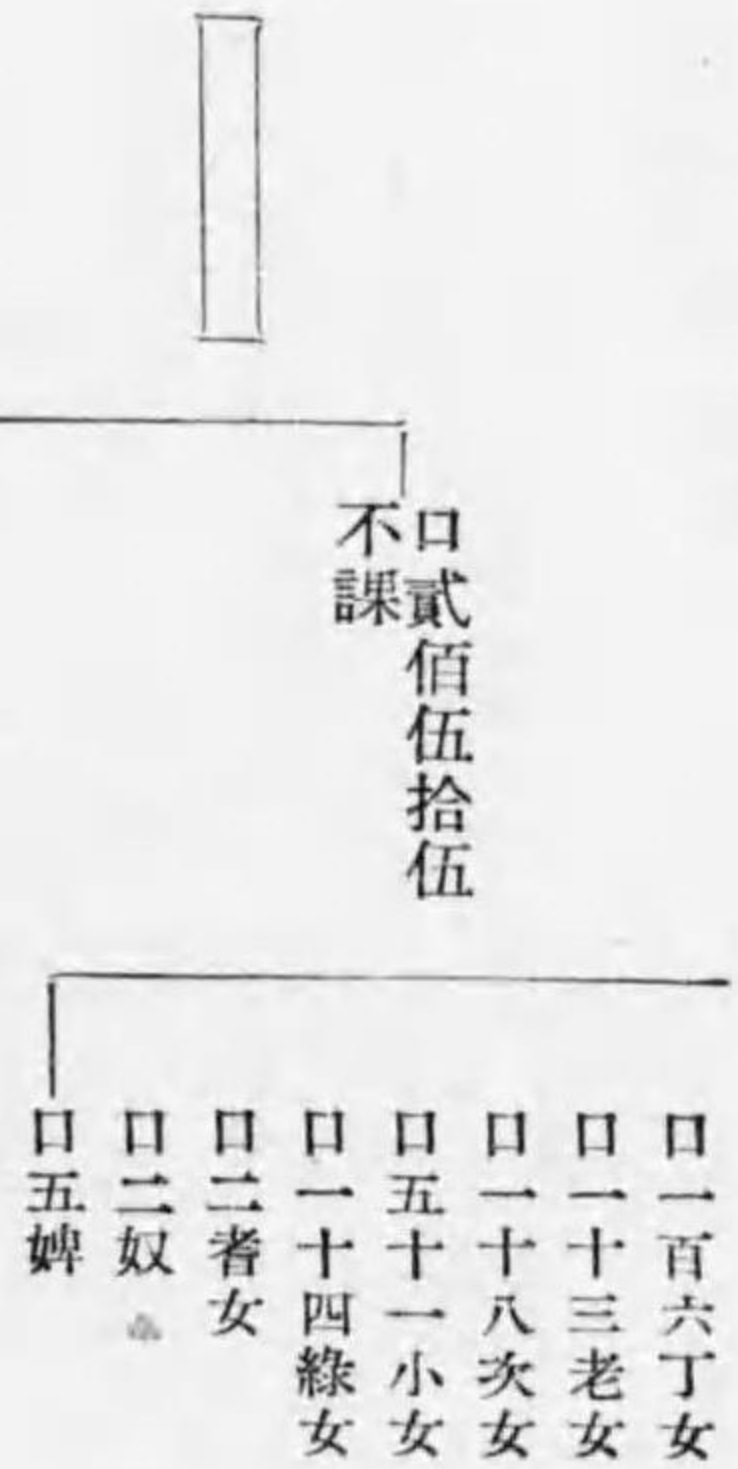 口貳佰伍拾伍
不課
口一百六丁女
口一十三老女
口一十八次女
口五十一小女
口一十四綠女
口二耆女
口二奴
口五婢